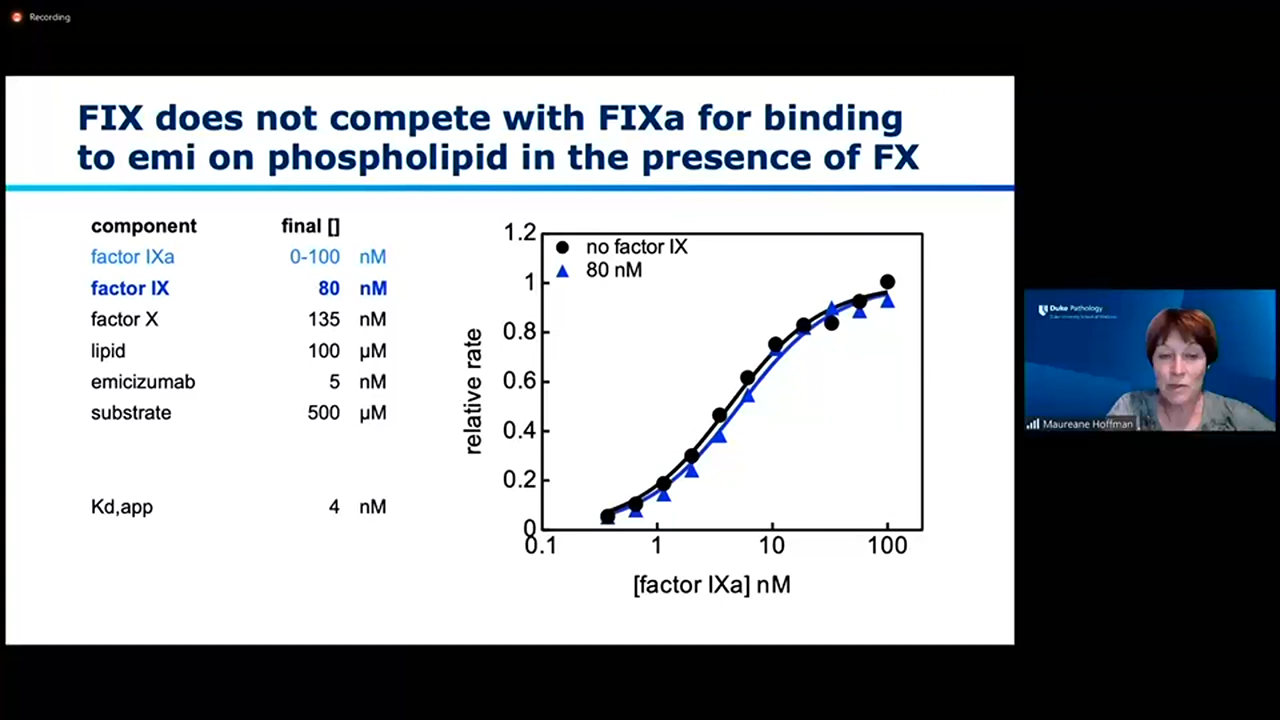 Recording
FIX does not compete with FIXa for binding
to emi on phospholipid in the presence of FX
component final []
factor IXa 0-100 nM
factor IX 80 nM
factor X 135 nM
lipid 100 µM
emicizumab 5 nM
substrate 500 µM
Kd,app 4 nM
no factor IX
80 nM
relative rate
1.2
1
0.8
0.6
0.4
0.2
0
0.1 1 10 100
[factor IXa] nM
Duke Pathology
Maureane Hoffman